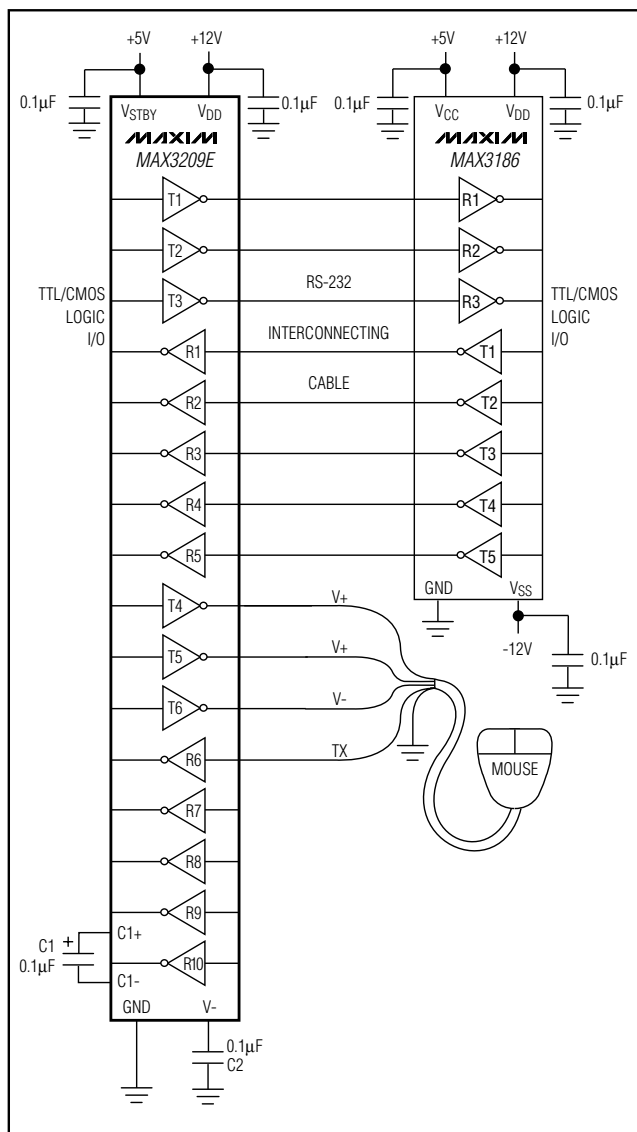 +5V +12V +5V +12V
0.1µF 0.1µF 0.1µF 0.1µF
VSTBY VDD VCC VDD
MAXIM MAXIM
MAX3209E MAX3186
T1 R1
T2 R2
RS-232
T3 R3
TTL/CMOS LOGIC I/O
TTL/CMOS LOGIC I/O
INTERCONNECTING
R1 T1
CABLE
R2 T2
R3 T3
R4 T4
R5 T5
GND VSS
T4 V+
-12V 0.1µF
T5 V+
T6 V-
R6 TX
MOUSE
R7
R8
R9
C1+
C1 +
0.1µF
R10
C1-
GND V-
0.1µF
C2